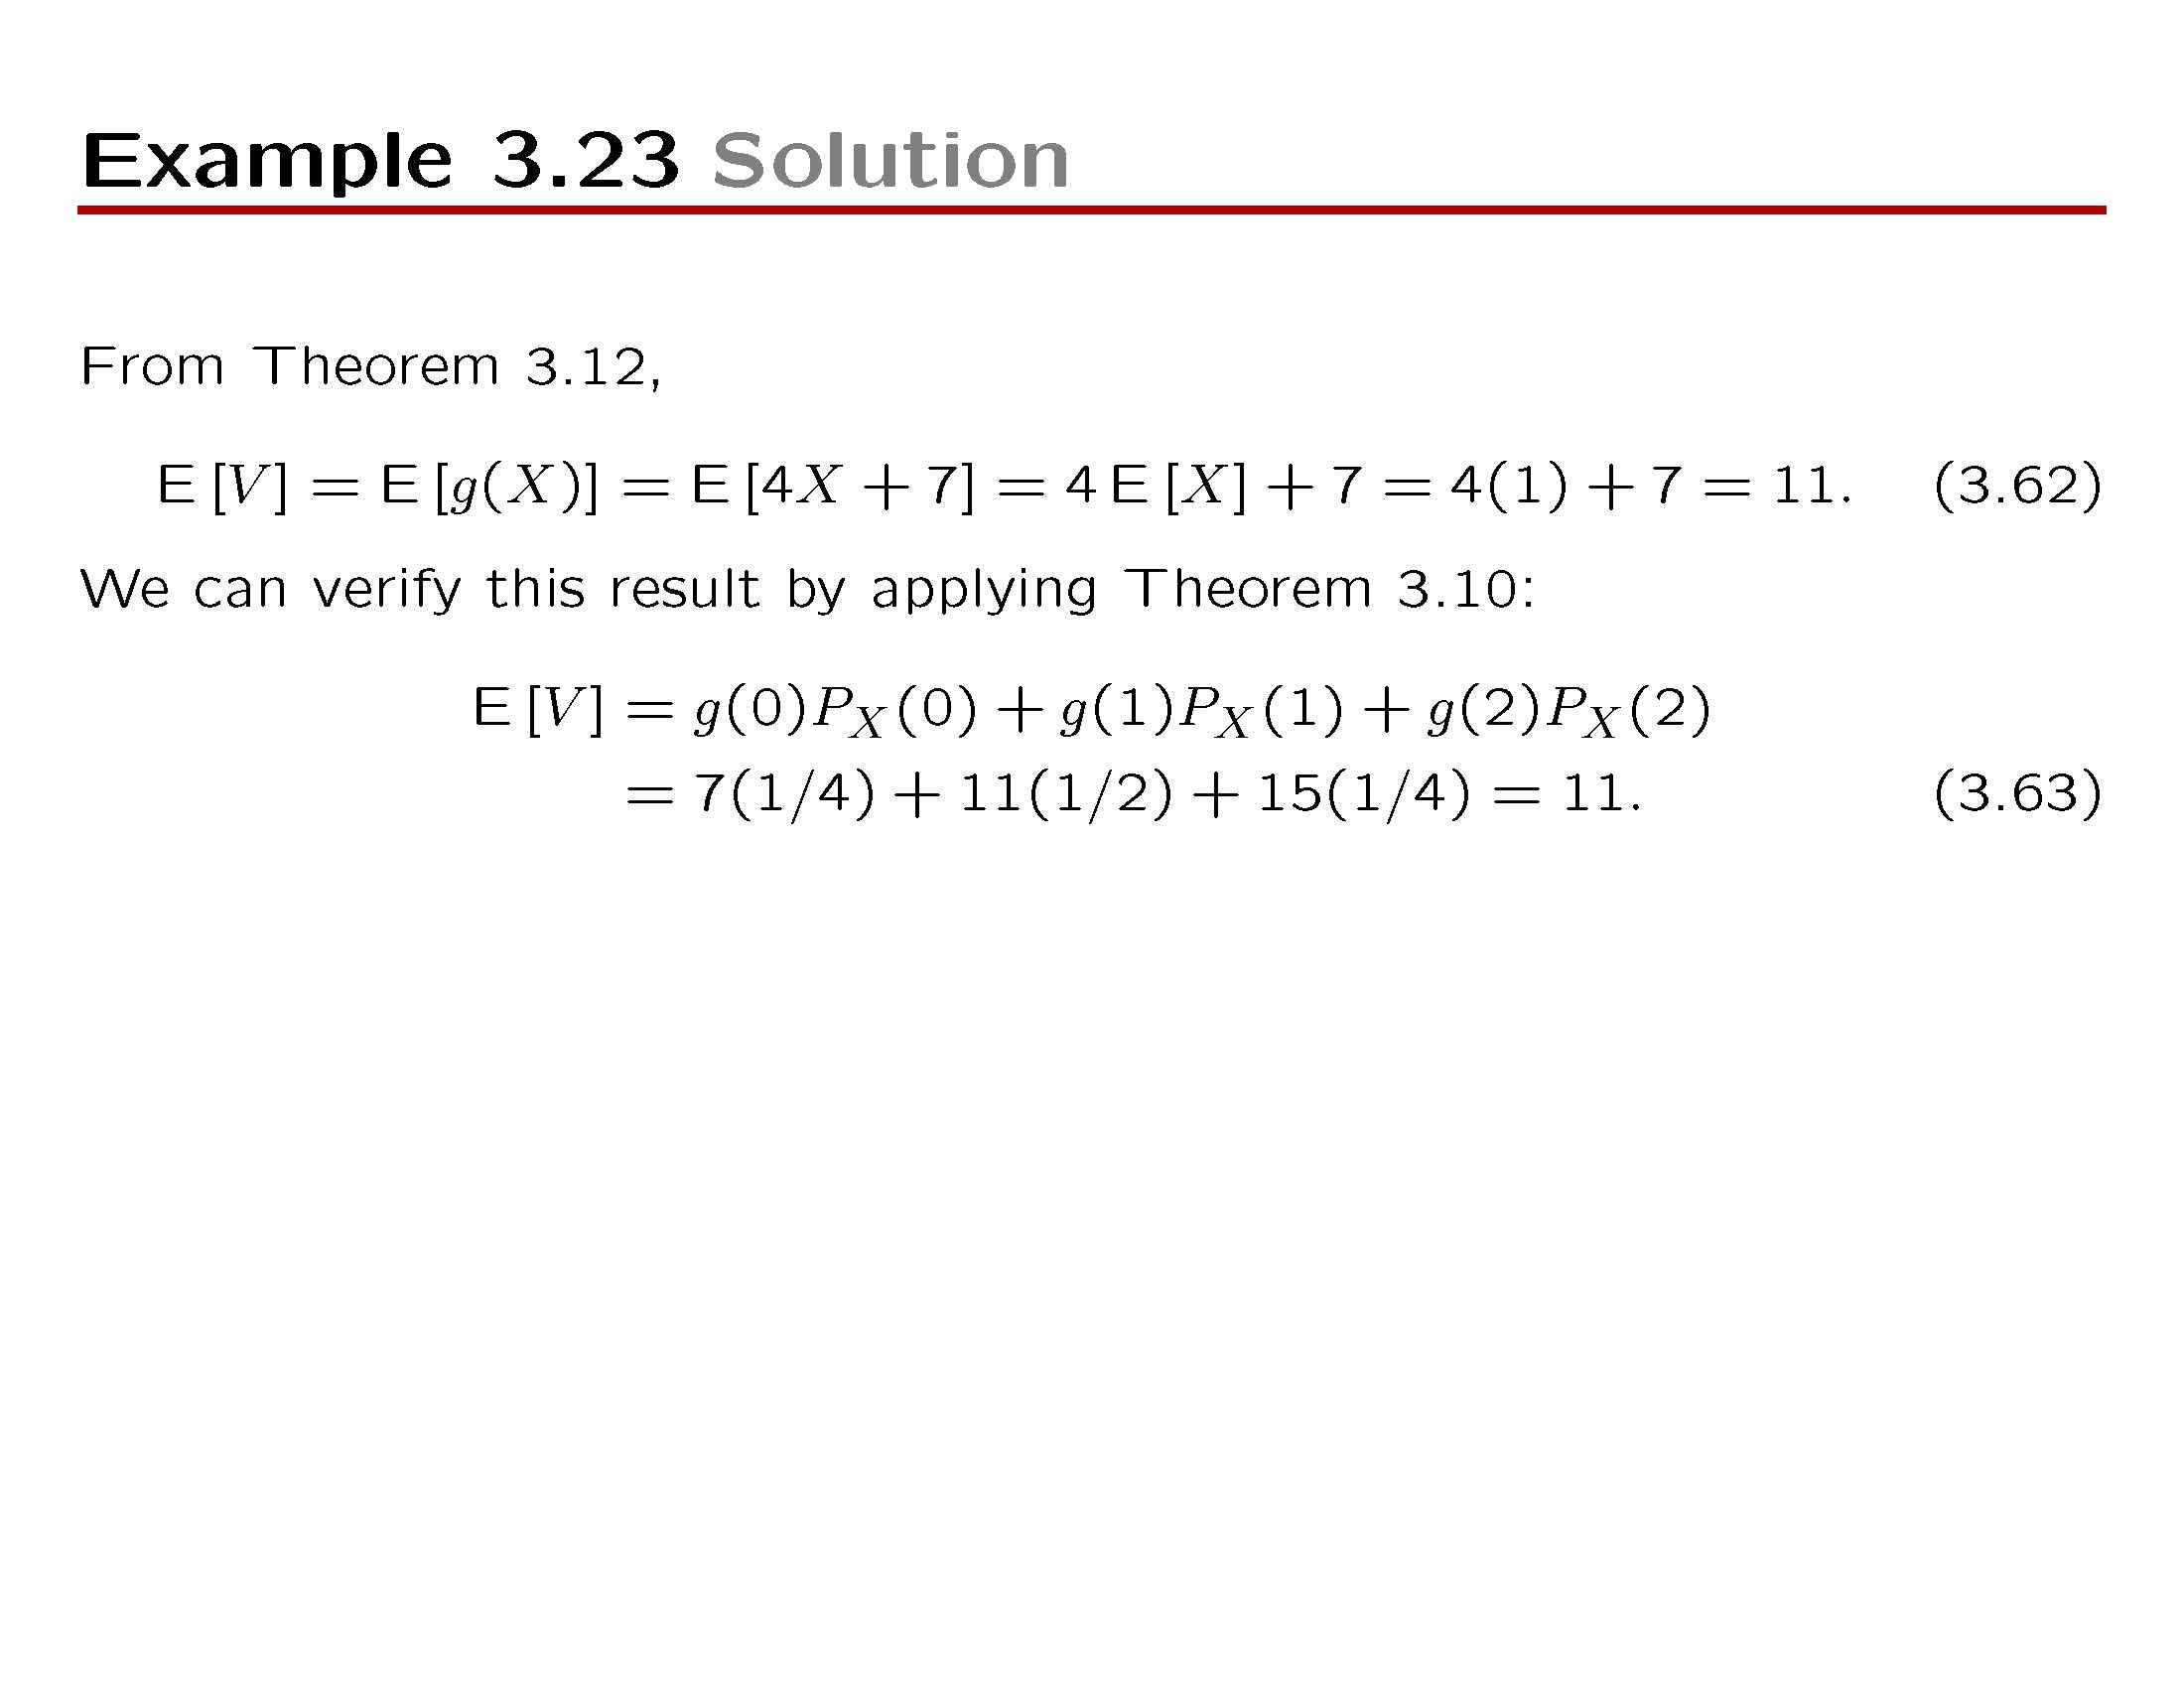 Example 3.23 Solution
From Theorem 3.12,
E [V] = E [g(X)] = E [4X + 7] = 4 E [X] + 7 = 4(1) + 7 = 11. (3.62)
We can verify this result by applying Theorem 3.10:
E [V] = g(0)P_X(0) + g(1)P_X(1) + g(2)P_X(2)
= 7(1/4) + 11(1/2) + 15(1/4) = 11. (3.63)